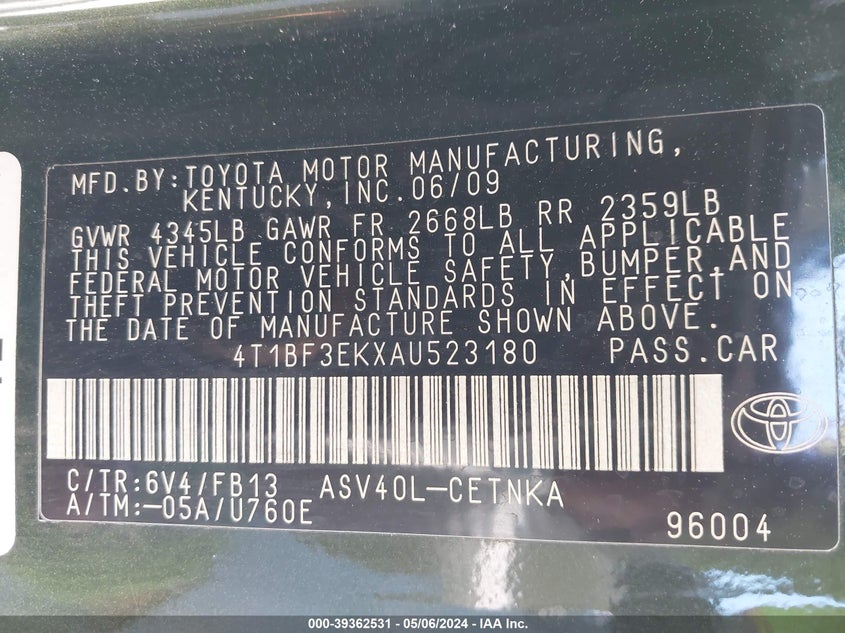 MFD.BY:TOYOTA MOTOR MANUFACTURING,
KENTUCKY,INC.06/09
GVWR 4345LB GAWR FR 2668LB RR 2359LB
THIS VEHICLE CONFORMS TO ALL APPLICABLE
FEDERAL MOTOR VEHICLE SAFETY,BUMPER,AND
THEFT PREVENTION STANDARDS IN EFFECT ON
THE DATE OF MANUFACTURE SHOWN ABOVE.
4T1BF3EKXAU523180 PASS.CAR
C/TR:6V4/FB13 ASV40L-CETNKA
A/TM:-05A/U760E
96004
000-39362531 - 05/06/2024 - IAA Inc.